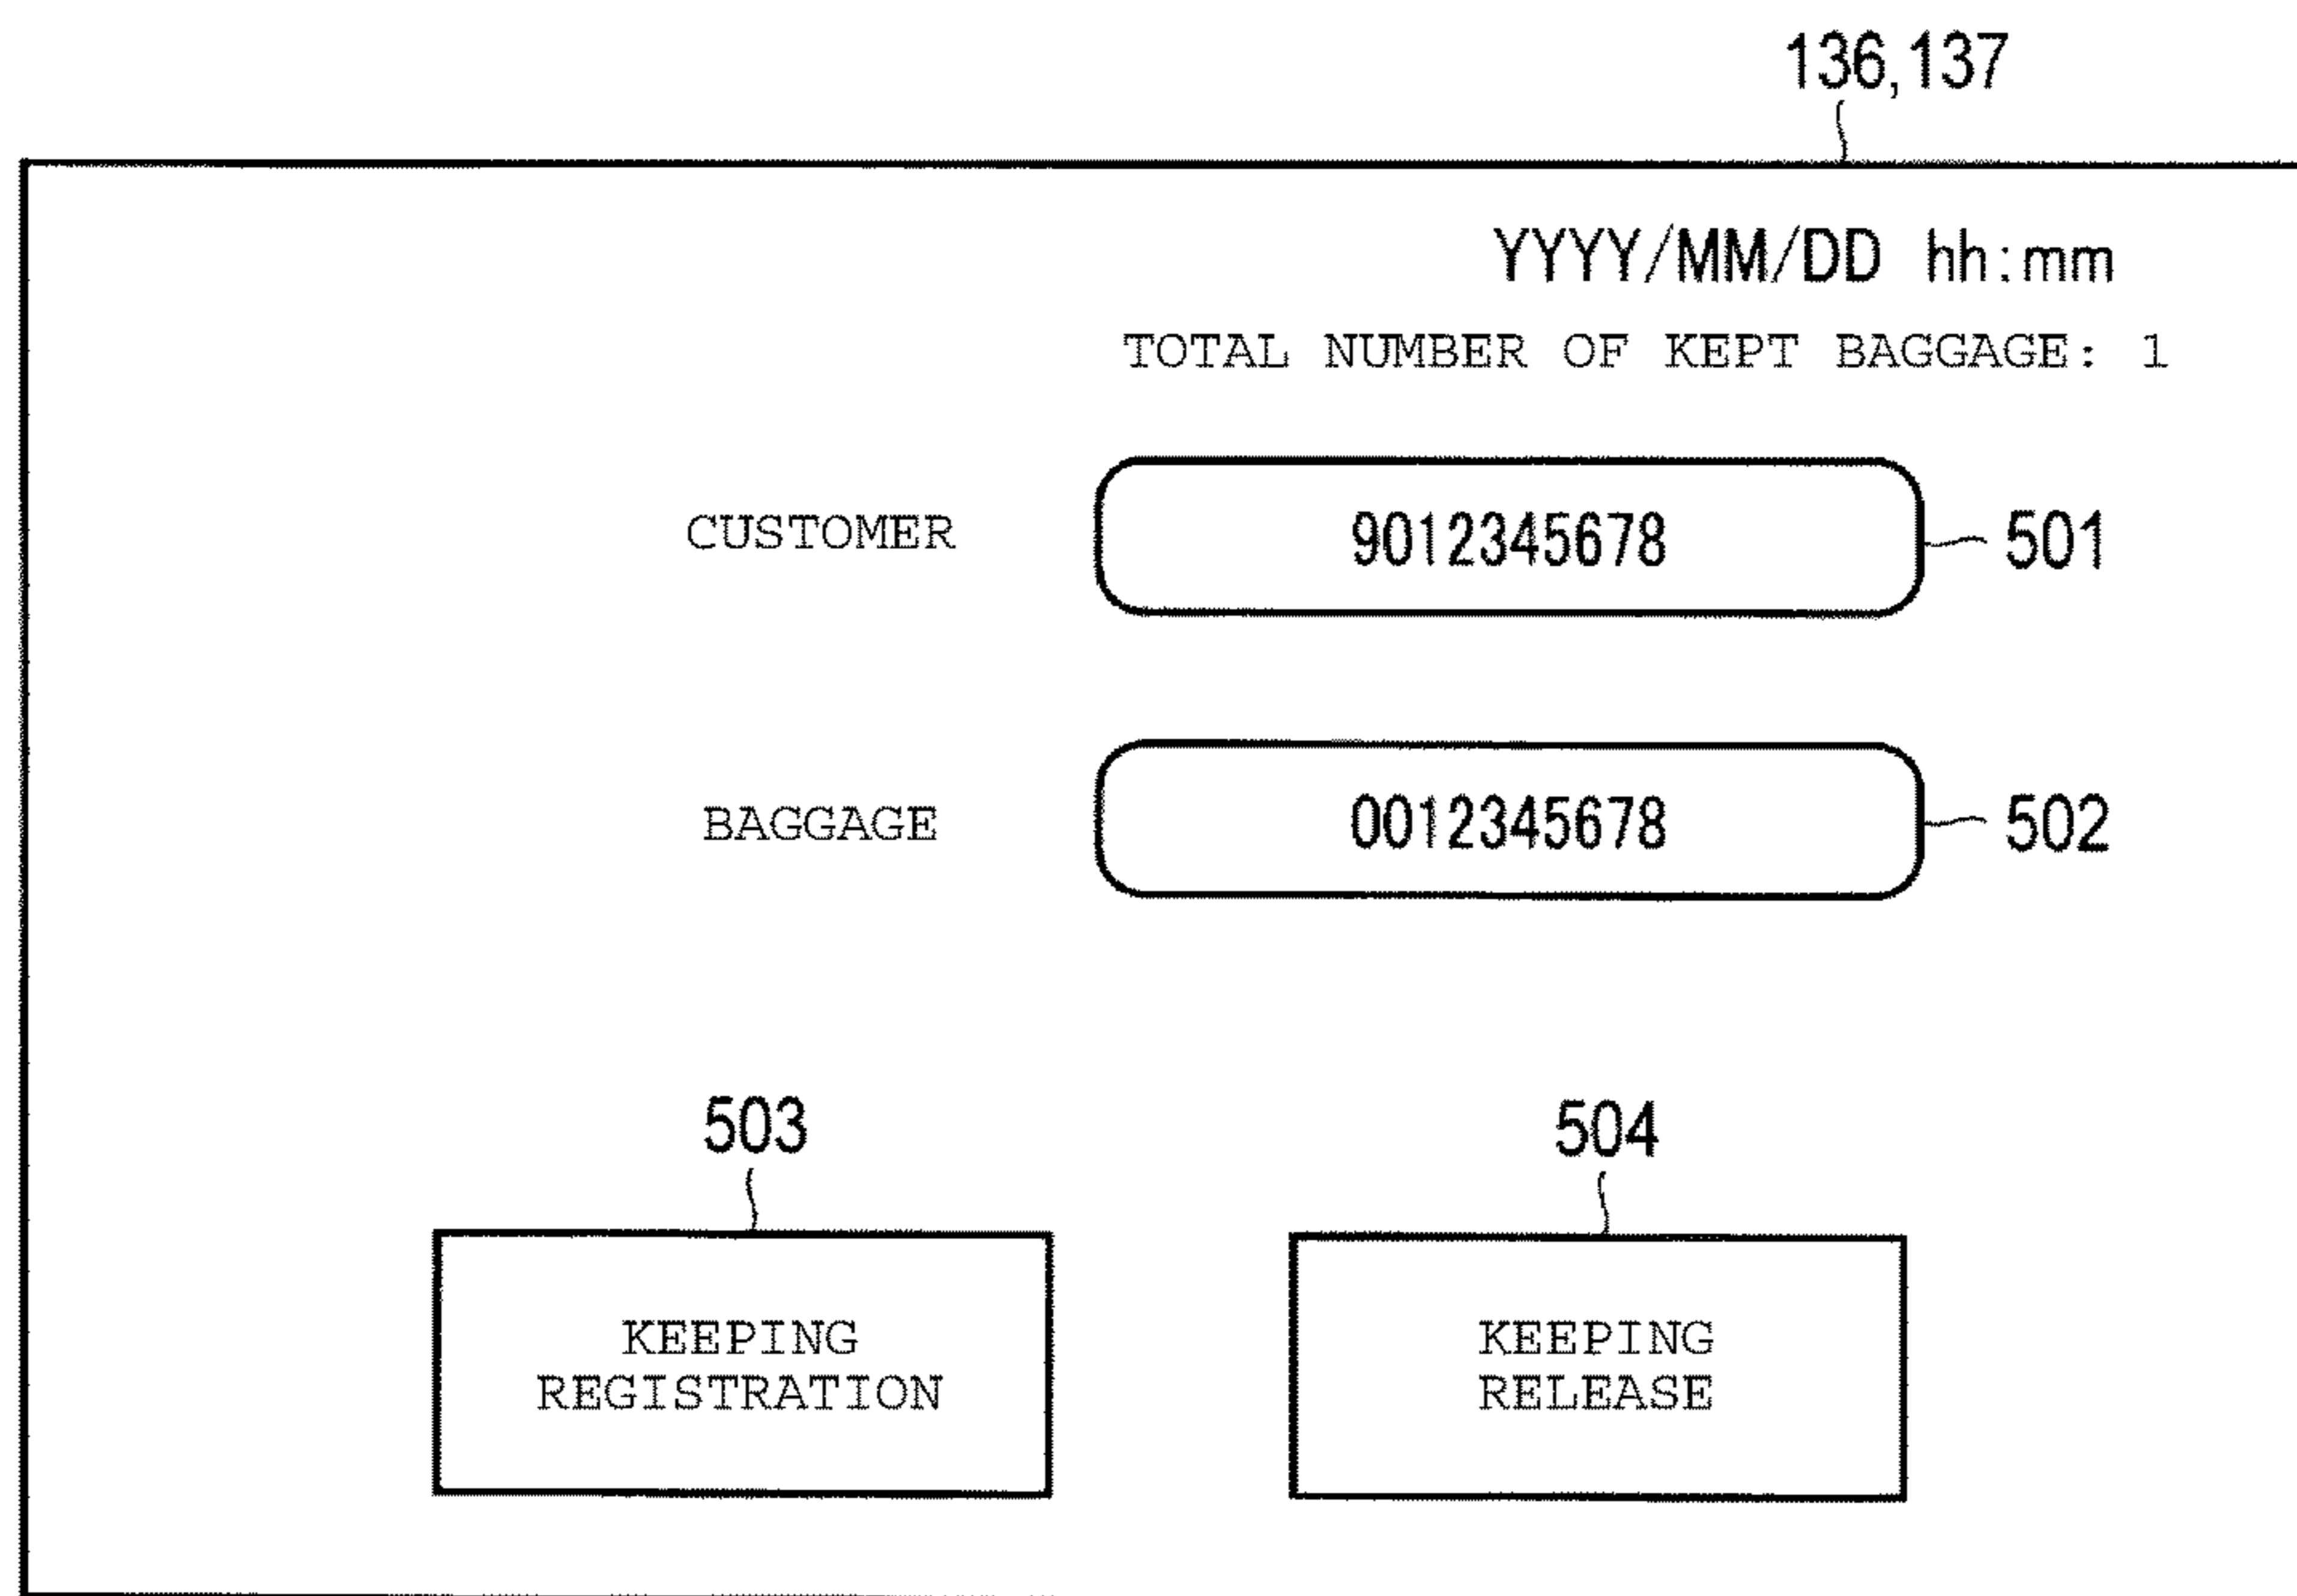 136,137
YYYY/MM/DD hh:mm
TOTAL NUMBER OF KEPT BAGGAGE: 1
CUSTOMER
9012345678
501
BAGGAGE
0012345678
502
503
504
KEEPING
REGISTRATION
KEEPING
RELEASE